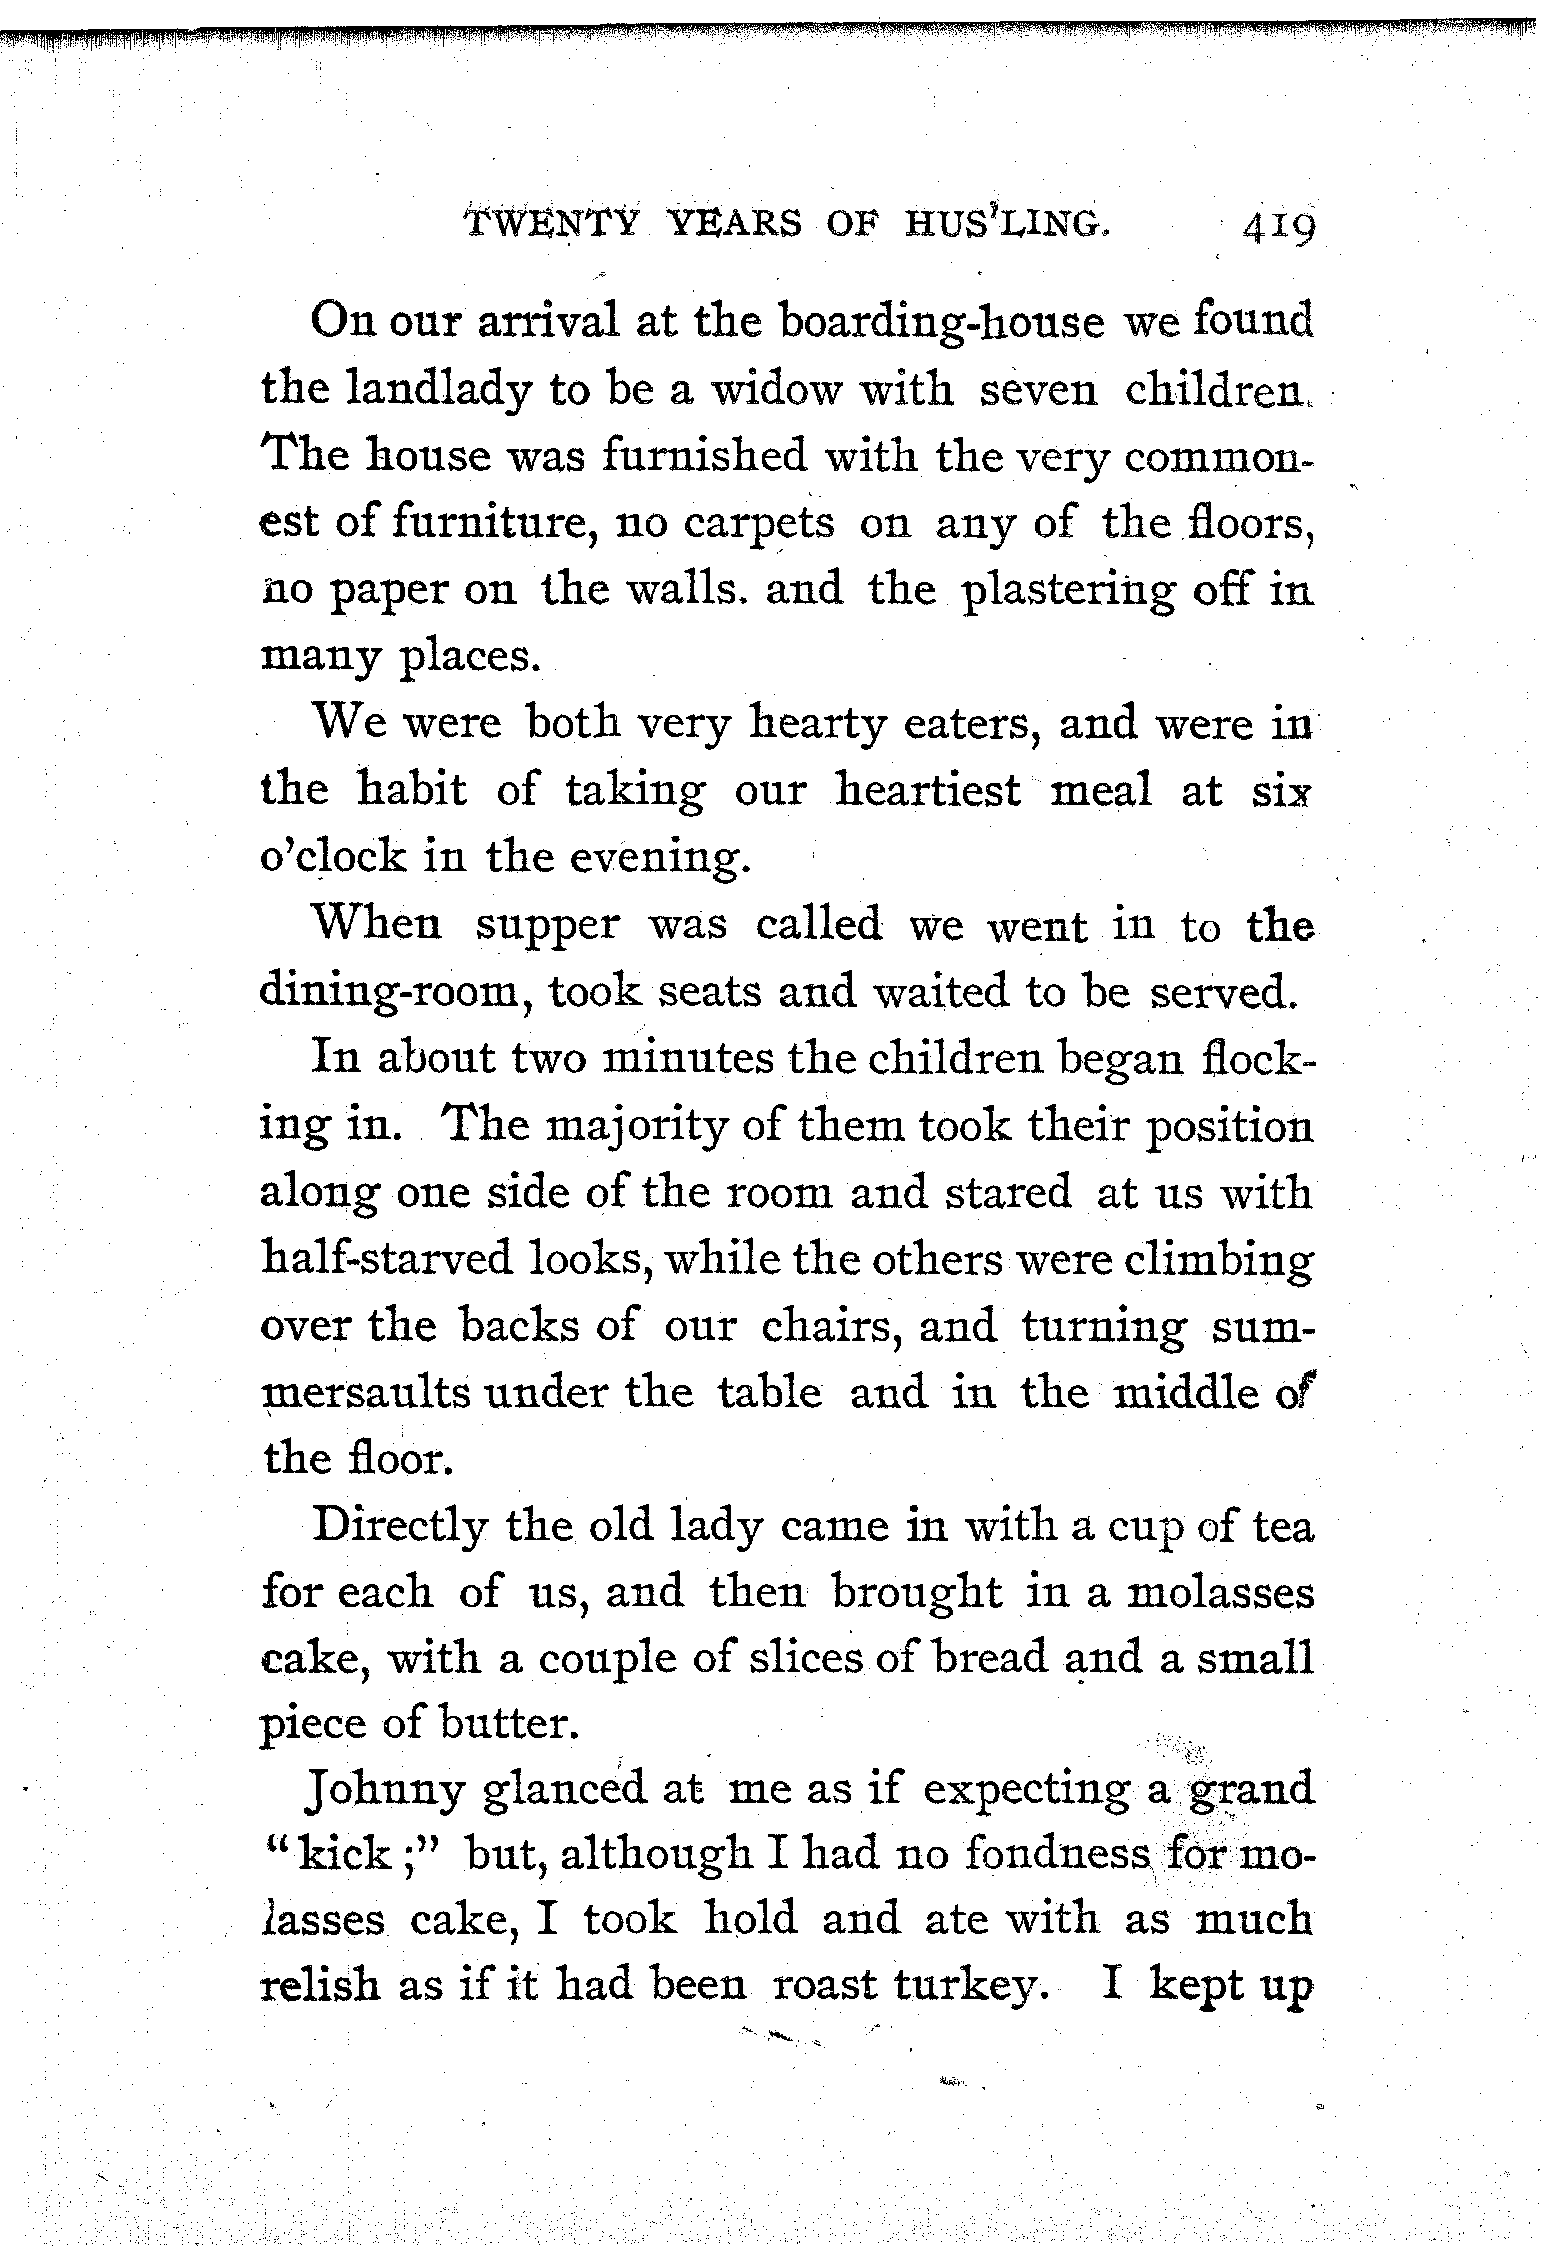 TWENTY YEARS OF HUS'LING. 419
On our arrival at the boarding-house we found
the landlady to be a widow with seven children.
The house was furnished with the very common-
est of furniture, no carpets on any of the floors,
no paper on the walls. and the plastering off in
many places.
We were both very hearty eaters, and were in
the habit of taking our heartiest meal at six
o'clock in the evening.
When supper was called we went in to the
dining-room, took seats and waited to be served.
In about two minutes the children began flock-
ing in. The majority of them took their position
along one side of the room and stared at us with
half-starved looks, while the others were climbing
over the backs of our chairs, and turning sum-
mersaults under the table and in the middle of
the floor.
Directly the old lady came in with a cup of tea
for each of us, and then brought in a molasses
cake, with a couple of slices of bread and a small
piece of butter.
Johnny glanced at me as if expecting a grand
"kick;" but, although I had no fondness for mo-
lasses cake, I took hold and ate with as much
relish as if it had been roast turkey. I kept up